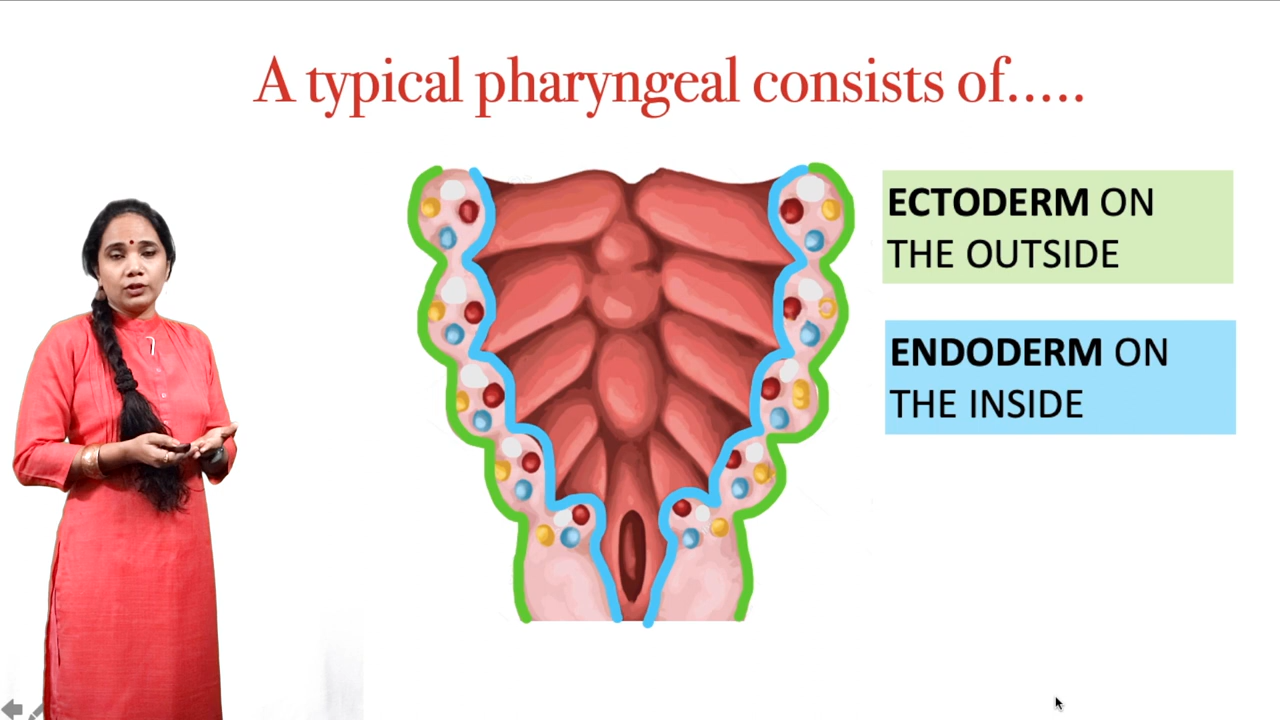 A typical pharyngeal consists of.....
ECTODERM ON
THE OUTSIDE
ENDODERM ON
THE INSIDE